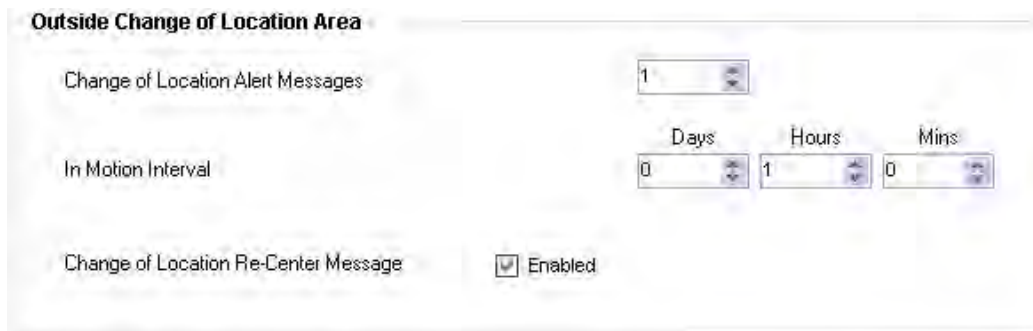 Outside Change of Location Area
Change of Location Alert Messages 1
Days Hours Mins
In Motion Interval 0 1 0
Change of Location Re-Center Message Enabled